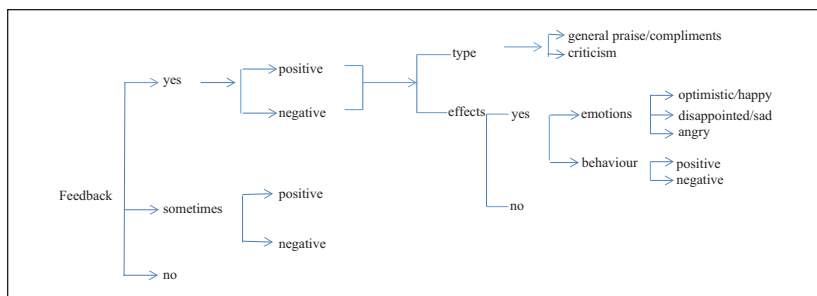 general praise/compliments
type
criticism
yes
positive
optimistic/happy
negative
effects
yes
emotions
disappointed/sad
angry
behaviour
positive
negative
Feedback
sometimes
positive
negative
no
no